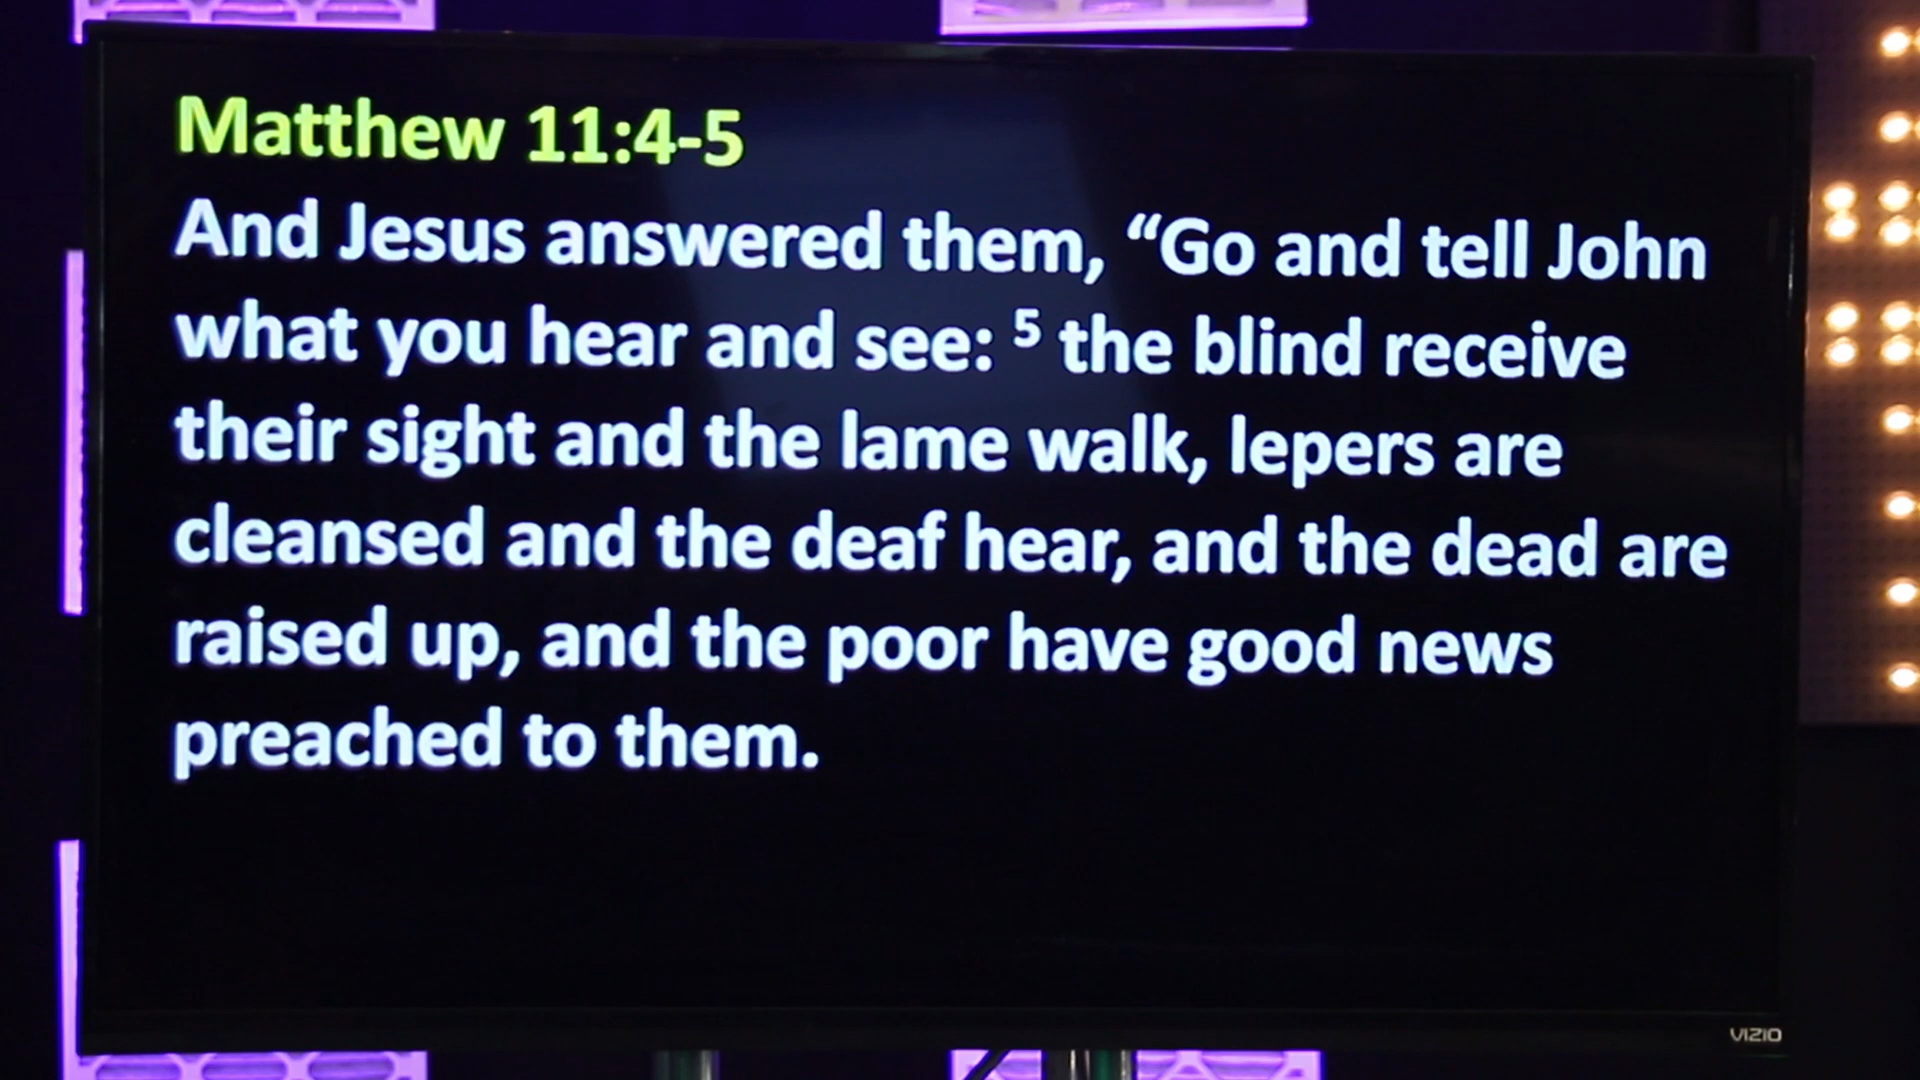 Matthew 11:4-5
And Jesus answered them, “Go and tell John
what you hear and see: ⁵ the blind receive
their sight and the lame walk, lepers are
cleansed and the deaf hear, and the dead are
raised up, and the poor have good news
preached to them.
VIZIO